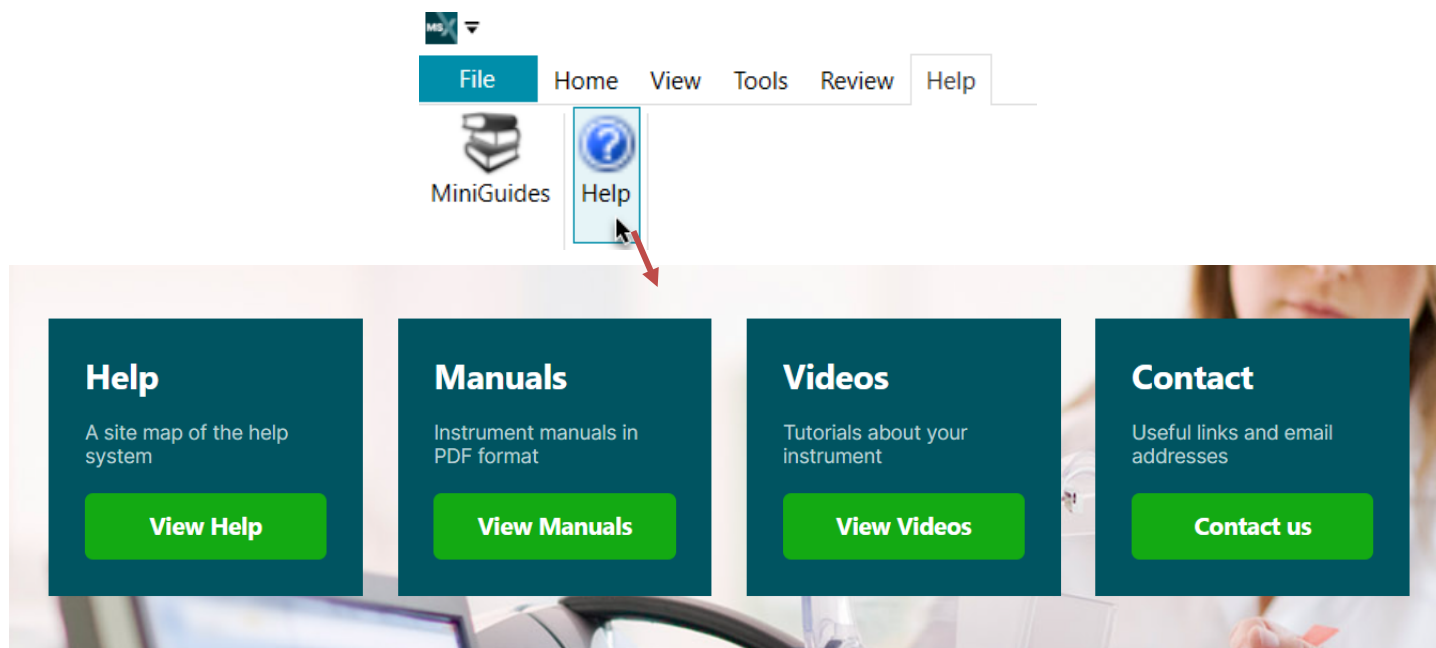 MSX
File Home View Tools Review Help
MiniGuides Help
Help
A site map of the help
system
View Help
Manuals
Instrument manuals in
PDF format
View Manuals
Videos
Tutorials about your
instrument
View Videos
Contact
Useful links and email
addresses
Contact us